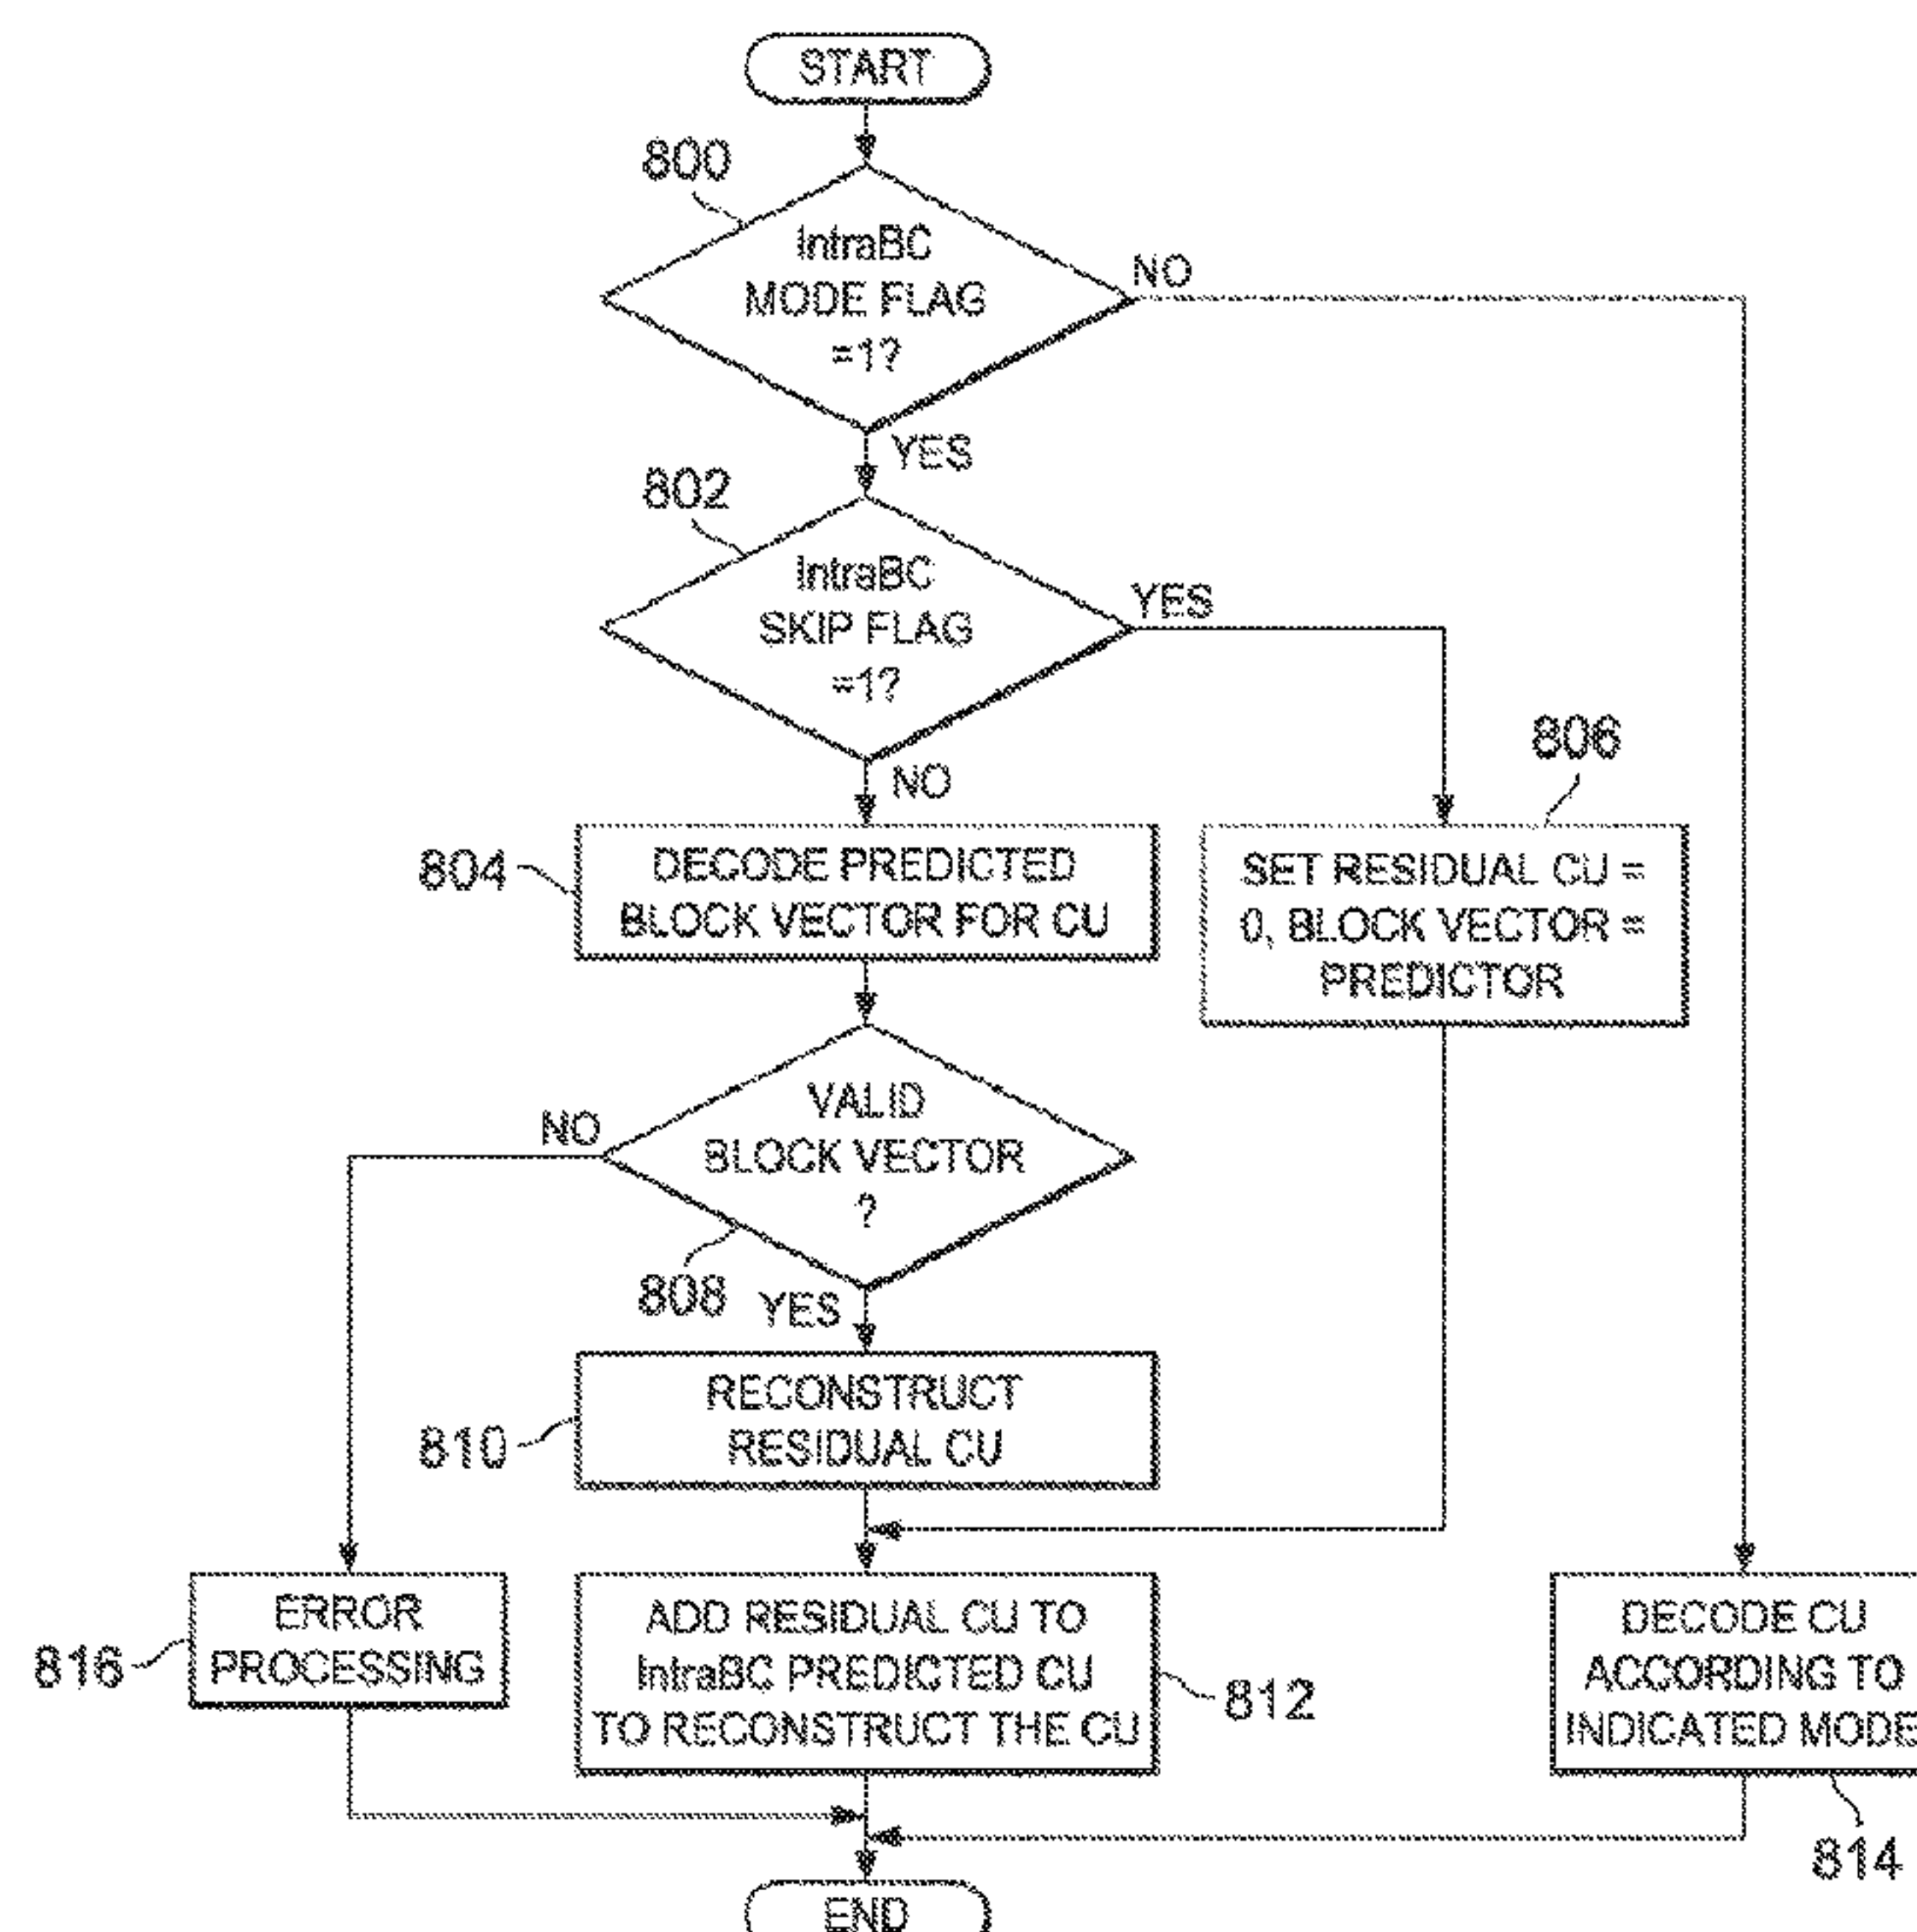 START
800
IntraBC
MODE FLAG
=1?
NO
YES
802
IntraBC
SKIP FLAG
=1?
YES
NO
806
804
DECODE PREDICTED
BLOCK VECTOR FOR CU
SET RESIDUAL CU =
0, BLOCK VECTOR =
PREDICTOR
VALID
BLOCK VECTOR
?
NO
808
YES
810
RECONSTRUCT
RESIDUAL CU
816
ERROR
PROCESSING
ADD RESIDUAL CU TO
IntraBC PREDICTED CU
TO RECONSTRUCT THE CU
812
DECODE CU
ACCORDING TO
INDICATED MODE
814
END